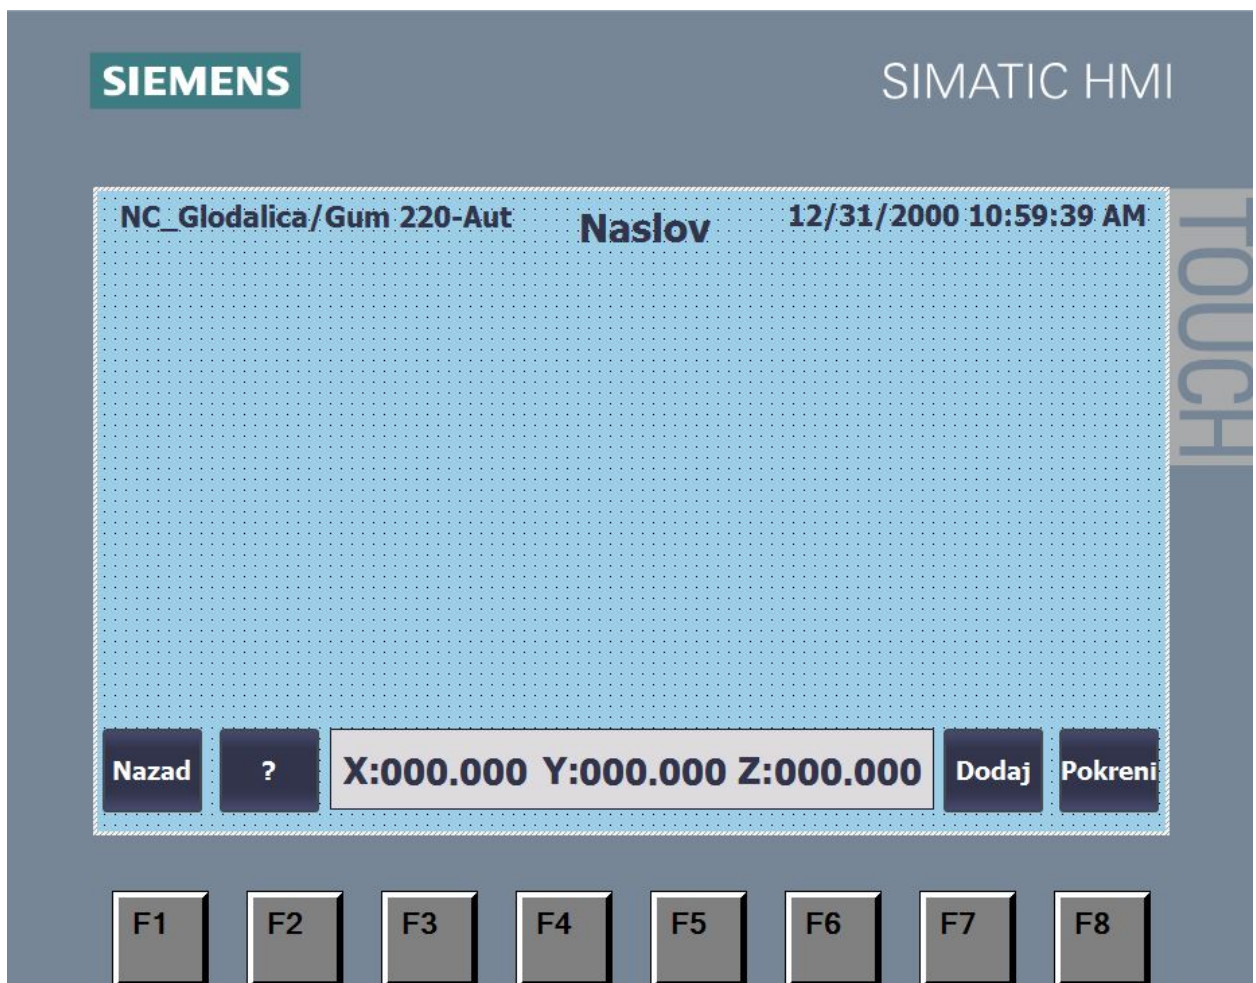 SIEMENS
SIMATIC HMI
NC_Glodalica/Gum 220-Aut
Naslov
12/31/2000 10:59:39 AM
TOUCH
Nazad
?
X:000.000 Y:000.000 Z:000.000
Dodaj
Pokreni
F1
F2
F3
F4
F5
F6
F7
F8